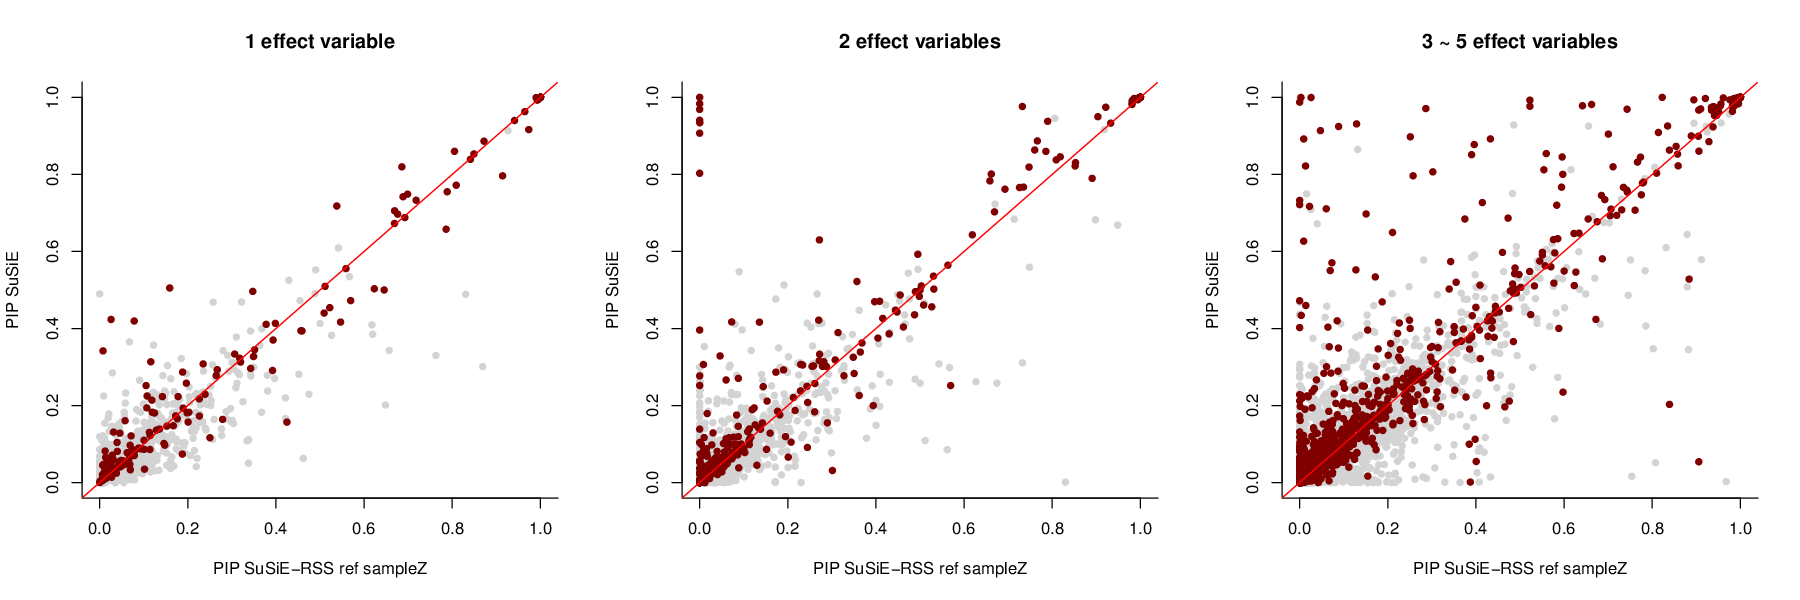 1 effect variable
PIP SuSiE
1.0
0.8
0.6
0.4
0.2
0.0
0.0 0.2 0.4 0.6 0.8 1.0
PIP SuSiE−RSS ref sampleZ
2 effect variables
PIP SuSiE
1.0
0.8
0.6
0.4
0.2
0.0
0.0 0.2 0.4 0.6 0.8 1.0
PIP SuSiE−RSS ref sampleZ
3 ~ 5 effect variables
PIP SuSiE
1.0
0.8
0.6
0.4
0.2
0.0
0.0 0.2 0.4 0.6 0.8 1.0
PIP SuSiE−RSS ref sampleZ